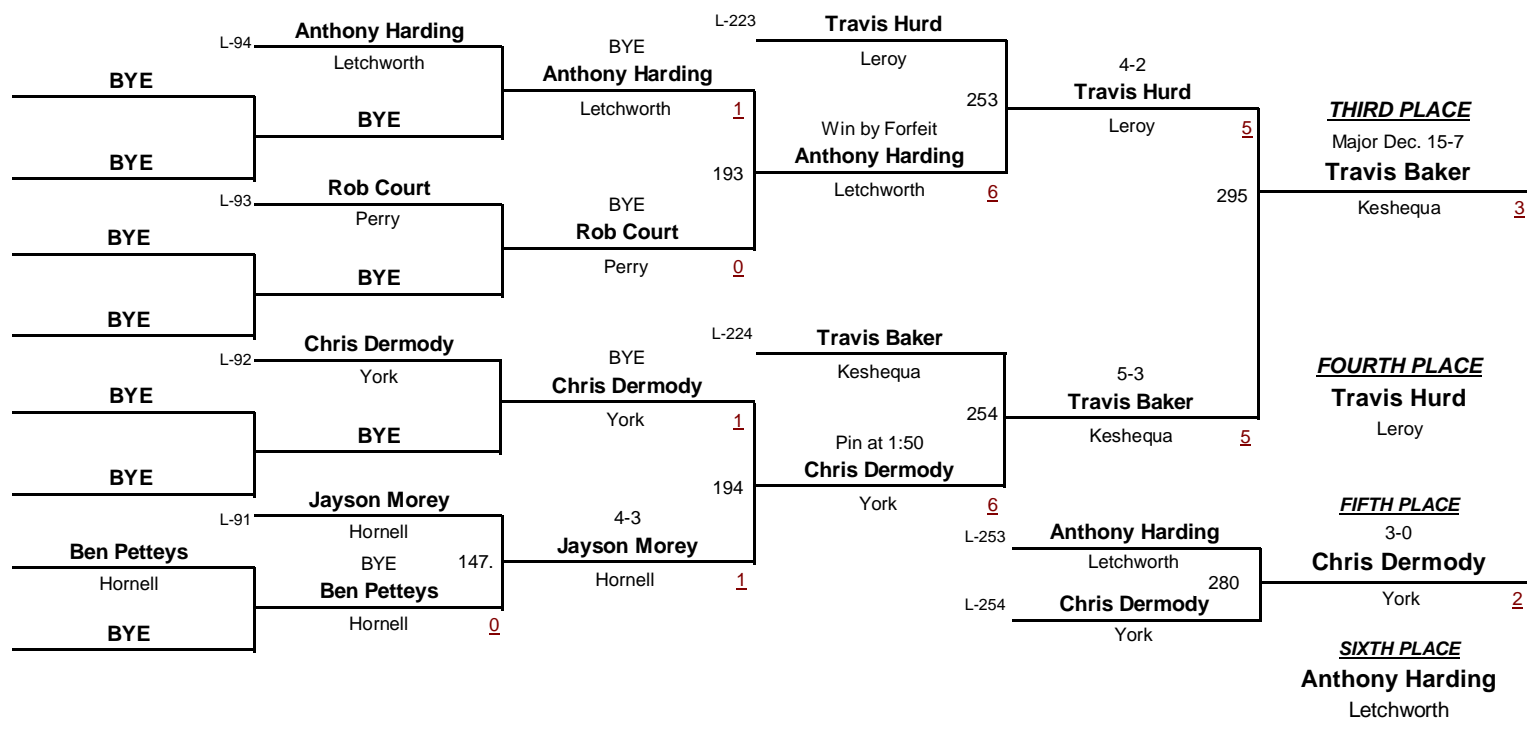 L-94
Anthony Harding
Letchworth
BYE
BYE
BYE
L-93
Rob Court
Perry
BYE
BYE
BYE
L-92
Chris Dermody
York
BYE
BYE
BYE
L-91
Jayson Morey
Hornell
Ben Petteys
Hornell
BYE
BYE
Ben Petteys
Hornell
0
147.
BYE
Anthony Harding
Letchworth
1
193
BYE
Rob Court
Perry
0
BYE
Chris Dermody
York
1
194
4-3
Jayson Morey
Hornell
1
L-223
Travis Hurd
Leroy
253
Win by Forfeit
Anthony Harding
Letchworth
6
L-224
Travis Baker
Keshequa
254
Pin at 1:50
Chris Dermody
York
6
4-2
Travis Hurd
Leroy
5
295
5-3
Travis Baker
Keshequa
5
L-253
Anthony Harding
Letchworth
280
L-254
Chris Dermody
York
THIRD PLACE
Major Dec. 15-7
Travis Baker
Keshequa
3
FOURTH PLACE
Travis Hurd
Leroy
FIFTH PLACE
3-0
Chris Dermody
York
2
SIXTH PLACE
Anthony Harding
Letchworth